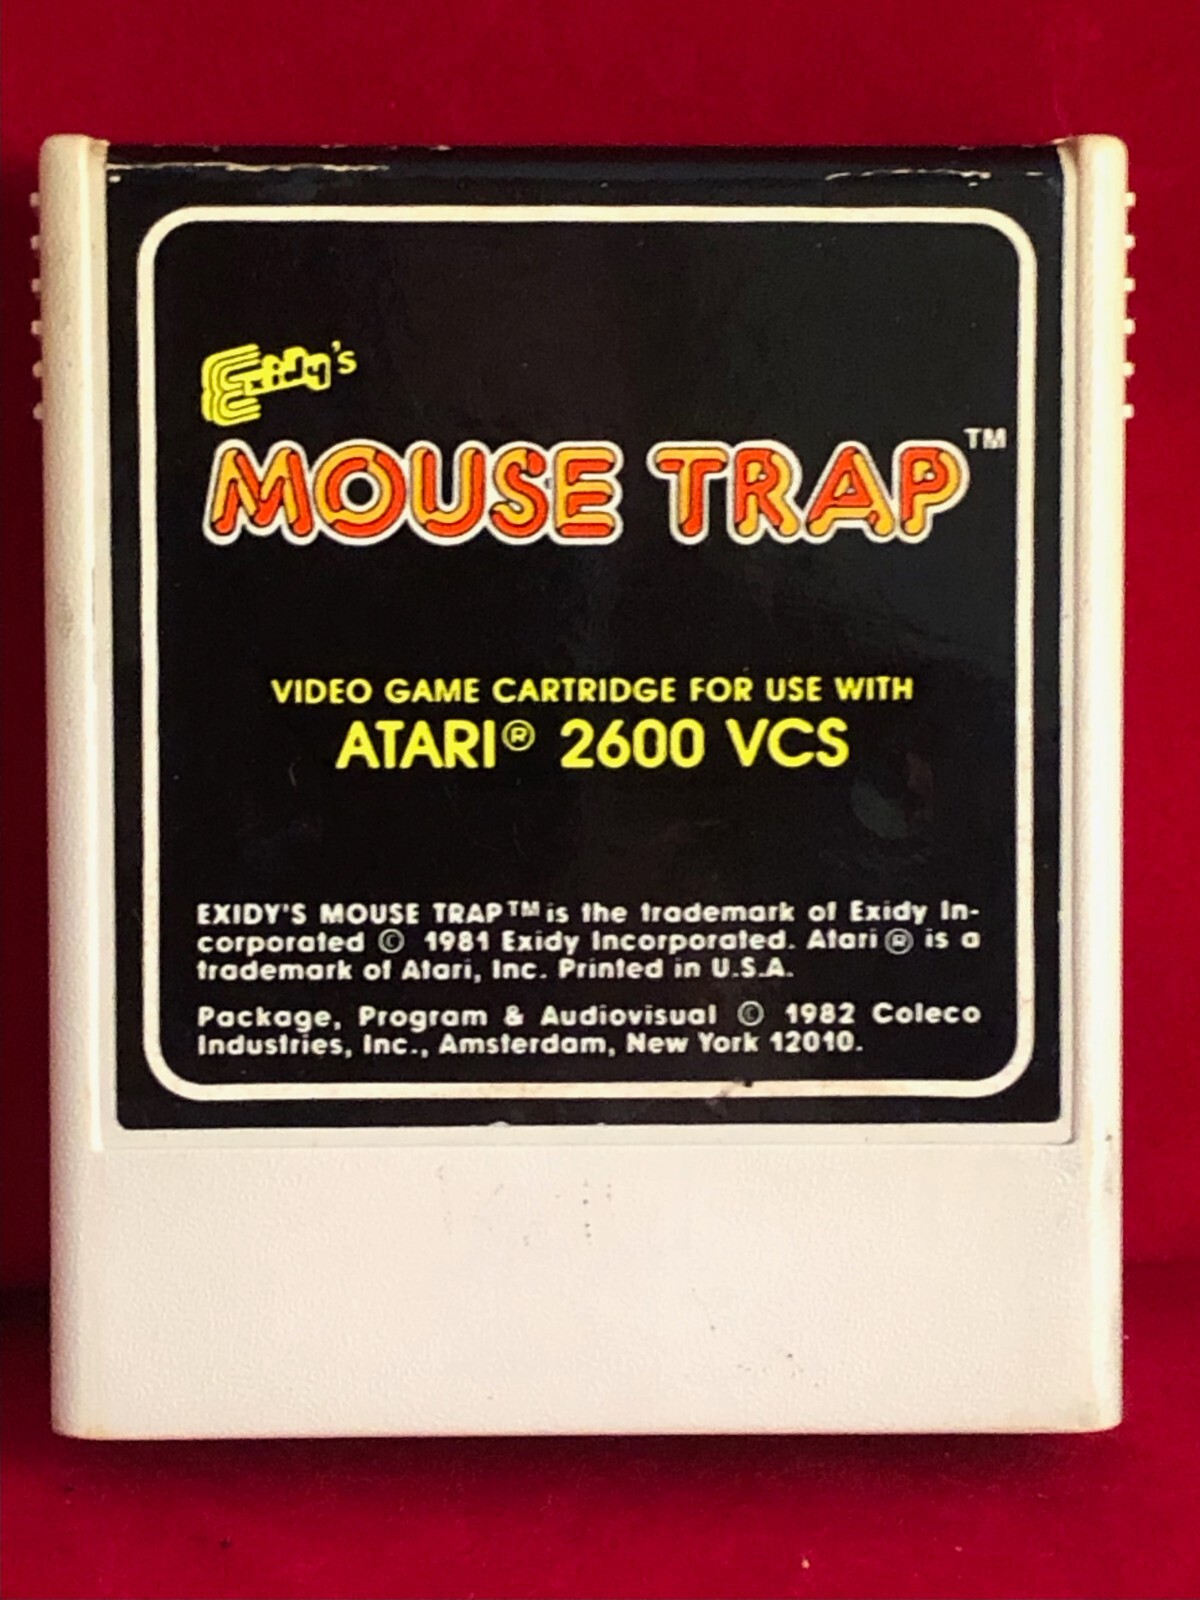 Exidy's
MOUSE TRAP™
VIDEO GAME CARTRIDGE FOR USE WITH
ATARI® 2600 VCS
EXIDY'S MOUSE TRAP™ is the trademark of Exidy In-
corporated © 1981 Exidy Incorporated. Atari ® is a
trademark of Atari, Inc. Printed in U.S.A.
Package, Program & Audiovisual © 1982 Coleco
Industries, Inc., Amsterdam, New York 12010.